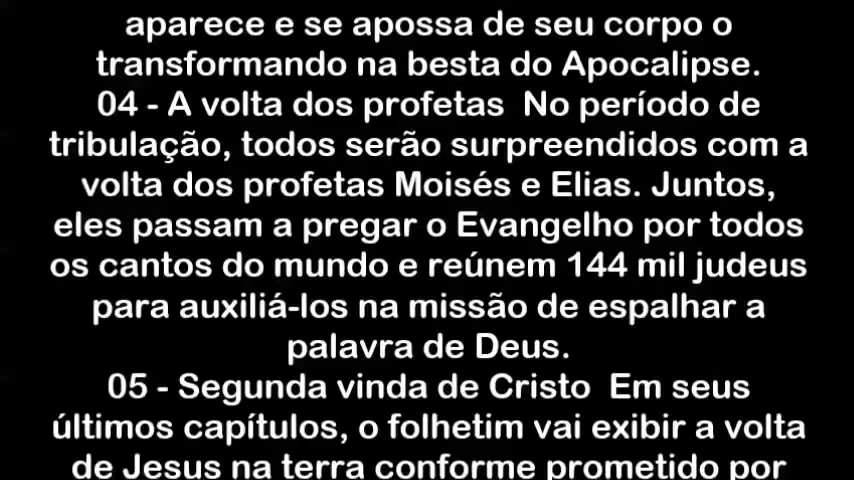 aparece e se apossa de seu corpo o
transformando na besta do Apocalipse.
04 - A volta dos profetas  No período de
tribulação, todos serão surpreendidos com a
volta dos profetas Moisés e Elias. Juntos,
eles passam a pregar o Evangelho por todos
os cantos do mundo e reúnem 144 mil judeus
para auxiliá-los na missão de espalhar a
palavra de Deus.
05 - Segunda vinda de Cristo  Em seus
últimos capítulos, o folhetim vai exibir a volta
de Jesus na terra conforme prometido por